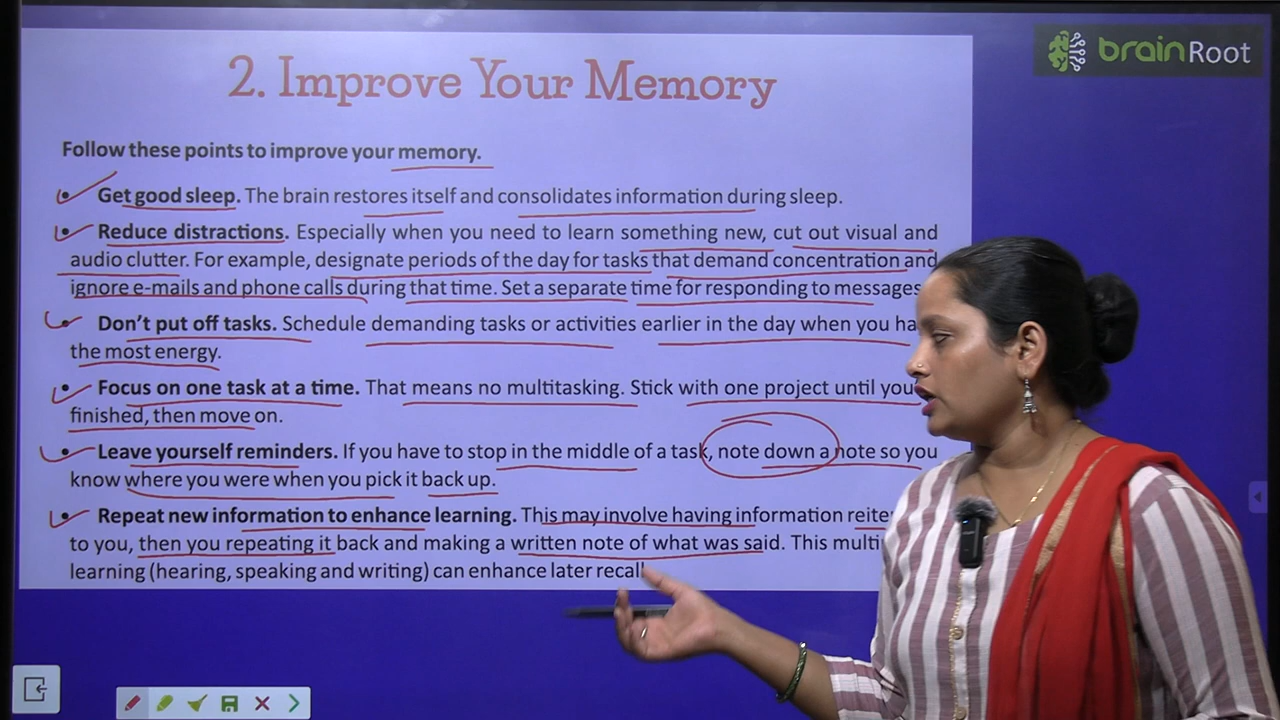 brainRoot
2. Improve Your Memory
Follow these points to improve your memory.
• Get good sleep. The brain restores itself and consolidates information during sleep.
• Reduce distractions. Especially when you need to learn something new, cut out visual and
audio clutter. For example, designate periods of the day for tasks that demand concentration and
ignore e-mails and phone calls during that time. Set a separate time for responding to messages
• Don't put off tasks. Schedule demanding tasks or activities earlier in the day when you ha
the most energy.
• Focus on one task at a time. That means no multitasking. Stick with one project until you
finished, then move on.
• Leave yourself reminders. If you have to stop in the middle of a task, note down a note so you
know where you were when you pick it back up.
• Repeat new information to enhance learning. This may involve having information reite
to you, then you repeating it back and making a written note of what was said. This multi
learning (hearing, speaking and writing) can enhance later recall